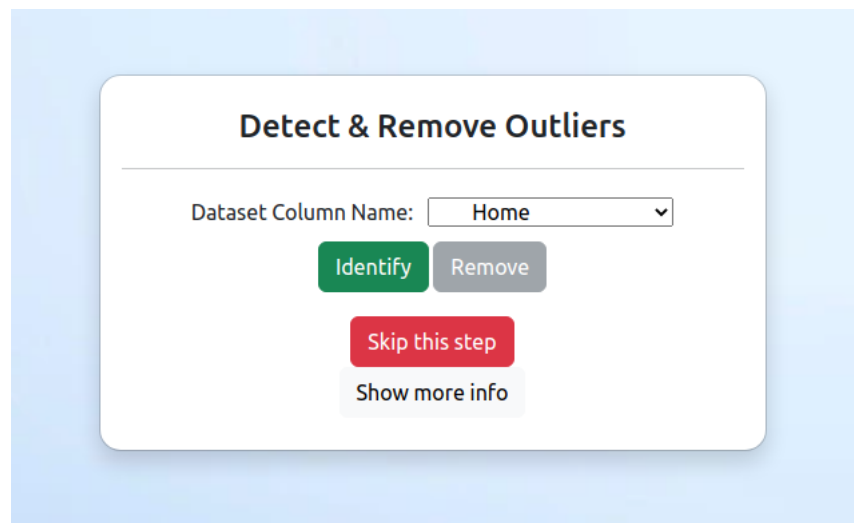 Detect & Remove Outliers
Dataset Column Name: Home
Identify Remove
Skip this step
Show more info